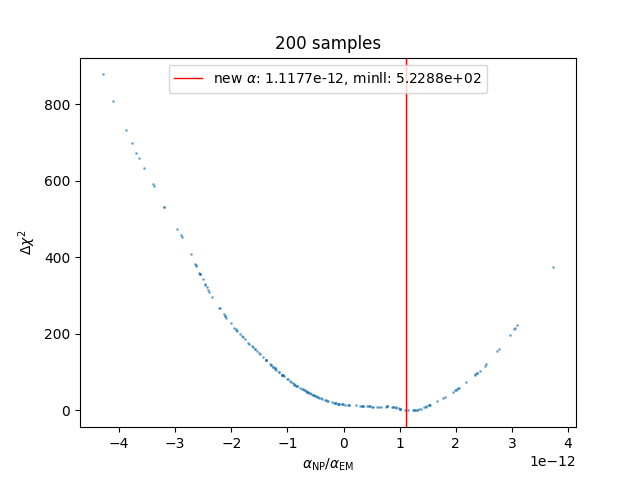 200 samples
new α: 1.1177e-12, minll: 5.2288e+02
Δχ²
800
600
400
200
0
−4 −3 −2 −1 0 1 2 3 4
1e−12
α_NP/α_EM